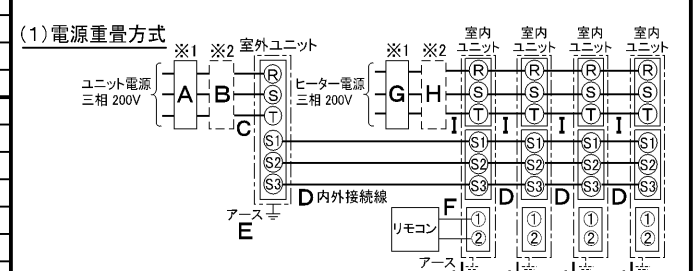 (1)電源重畳方式
※1 ※2 室外ユニット
ユニット電源
三相 200V
A B
C
R
S
T
S1
S2
S3
アース
E
D 内外接続線
※1 ※2
ヒーター電源
三相 200V
G H
室内
ユニット
室内
ユニット
室内
ユニット
室内
ユニット
R R R R
S S S S
T T T T
I I I I
S1 S1 S1 S1
S2 S2 S2 S2
S3 S3 S3 S3
F D D D
リモコン
① ① ① ①
② ② ② ②
アース